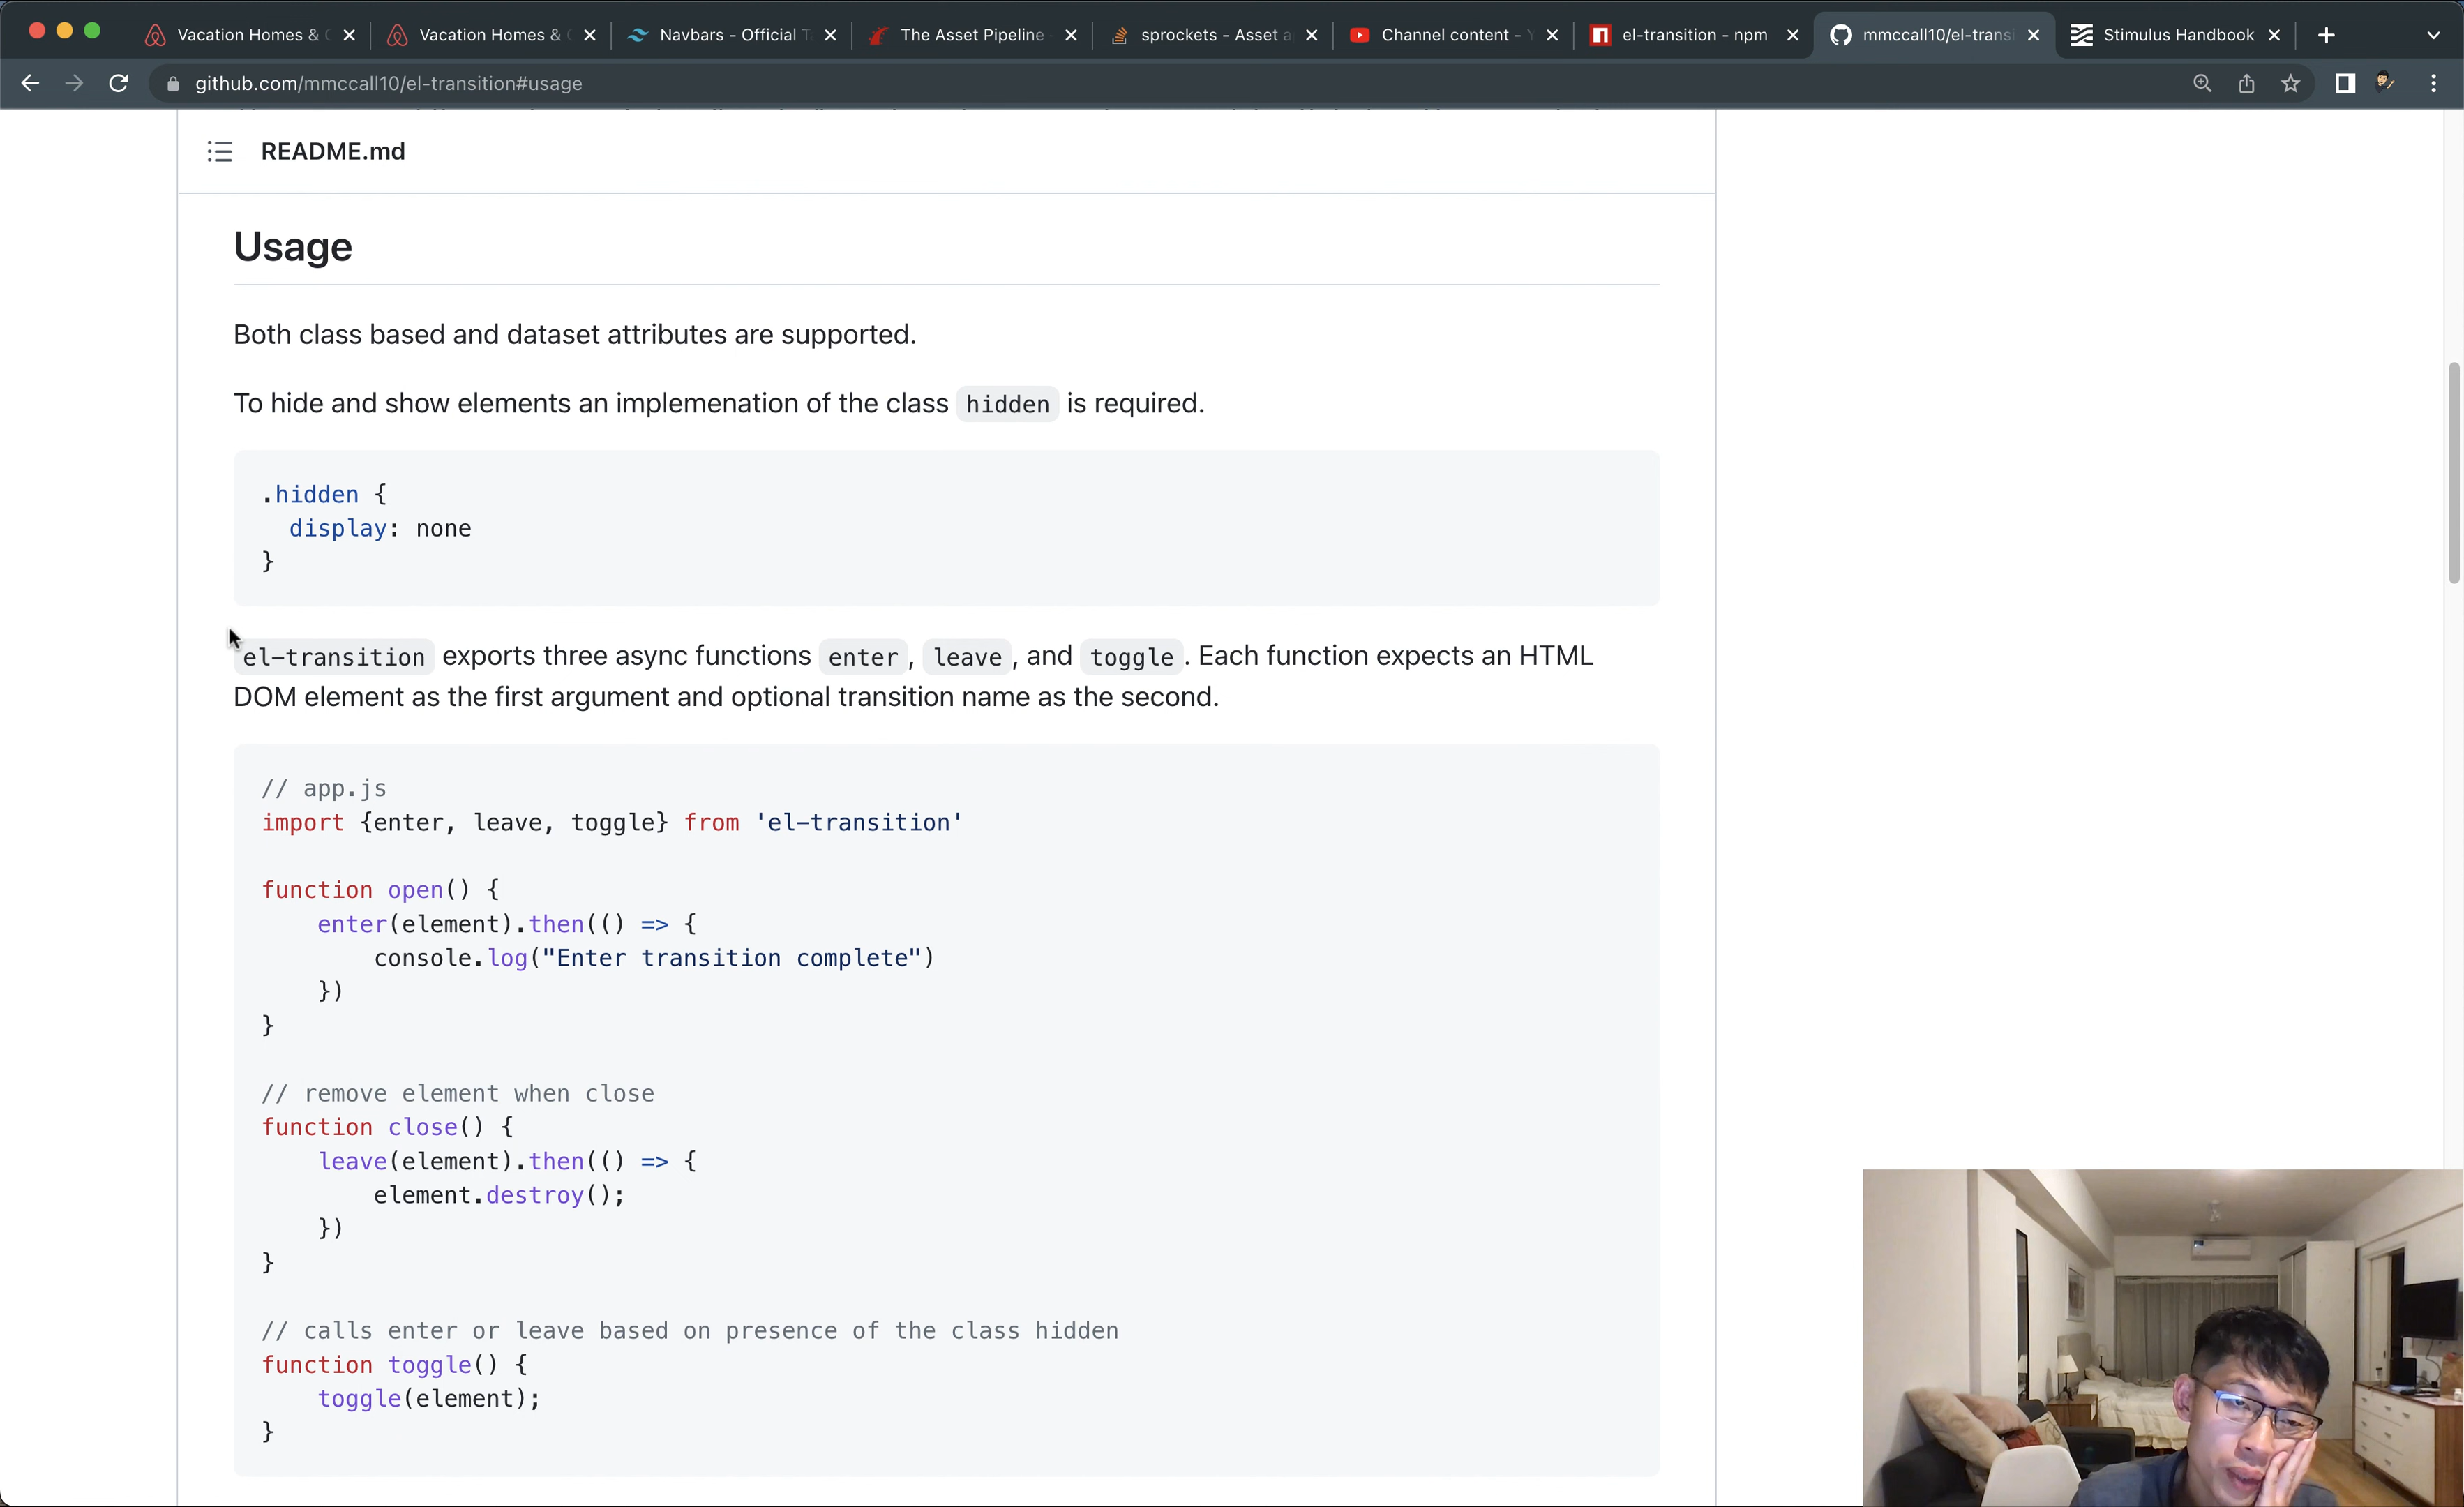 Vacation Homes &
Vacation Homes &
Navbars - Official T
The Asset Pipeline
sprockets - Asset a
Channel content - Y
el-transition - npm
mmccall10/el-transi
Stimulus Handbook
github.com/mmccall10/el-transition#usage
README.md
Usage
Both class based and dataset attributes are supported.
To hide and show elements an implemenation of the class hidden is required.
.hidden {
  display: none
}
el-transition exports three async functions enter, leave, and toggle. Each function expects an HTML
DOM element as the first argument and optional transition name as the second.
// app.js
import {enter, leave, toggle} from 'el-transition'
function open() {
    enter(element).then(() => {
        console.log("Enter transition complete")
    })
}
// remove element when close
function close() {
    leave(element).then(() => {
        element.destroy();
    })
}
// calls enter or leave based on presence of the class hidden
function toggle() {
    toggle(element);
}